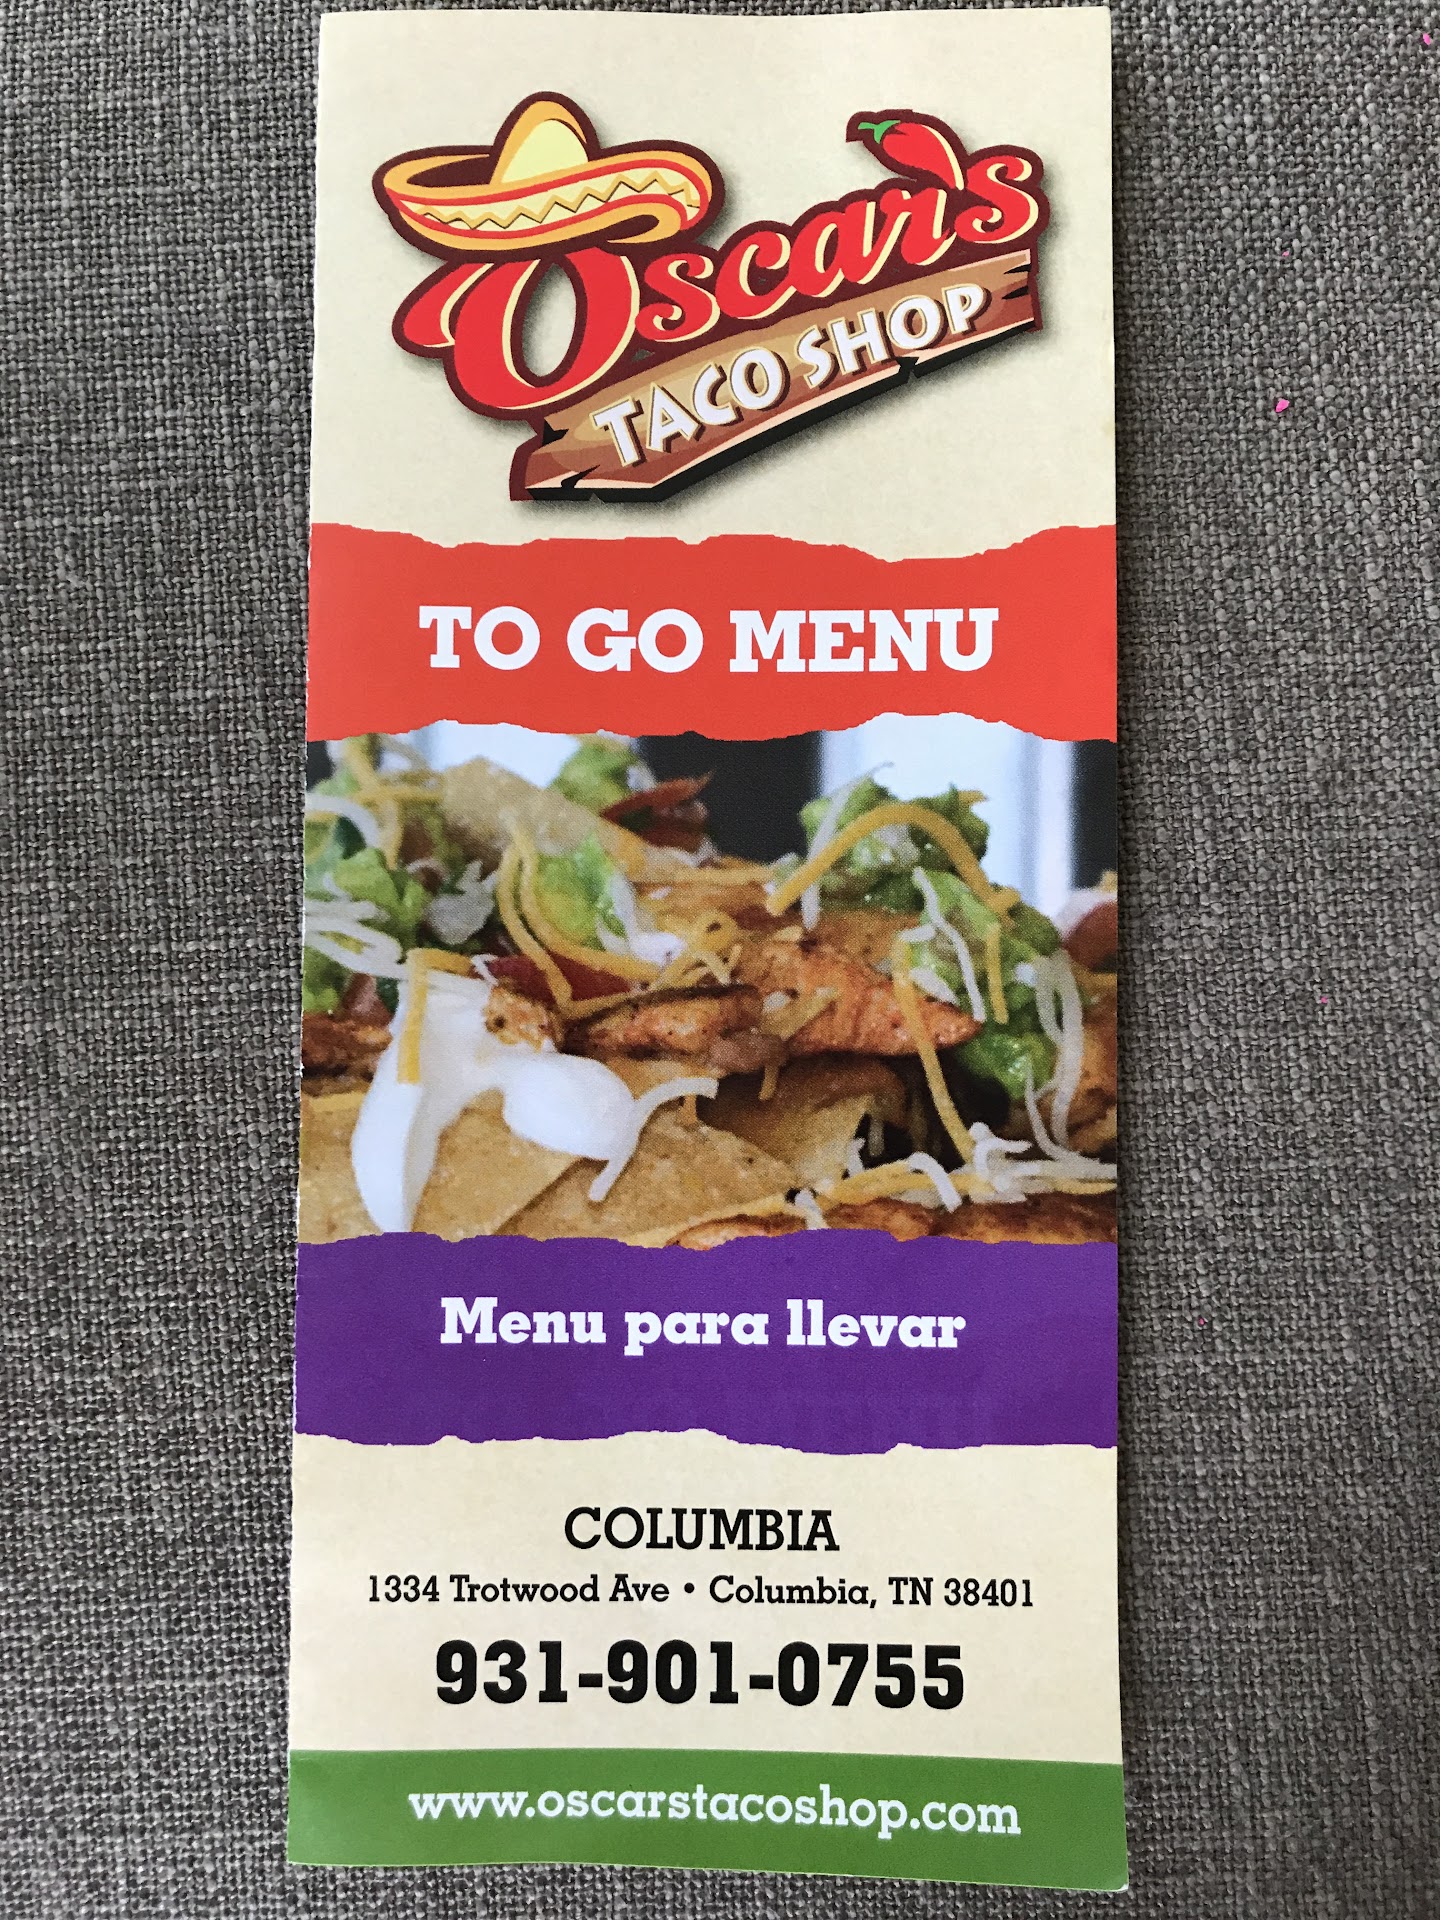 Oscar's
TACO SHOP
TO GO MENU
Menu para llevar
COLUMBIA
1334 Trotwood Ave • Columbia, TN 38401
931-901-0755
www.oscarstacoshop.com